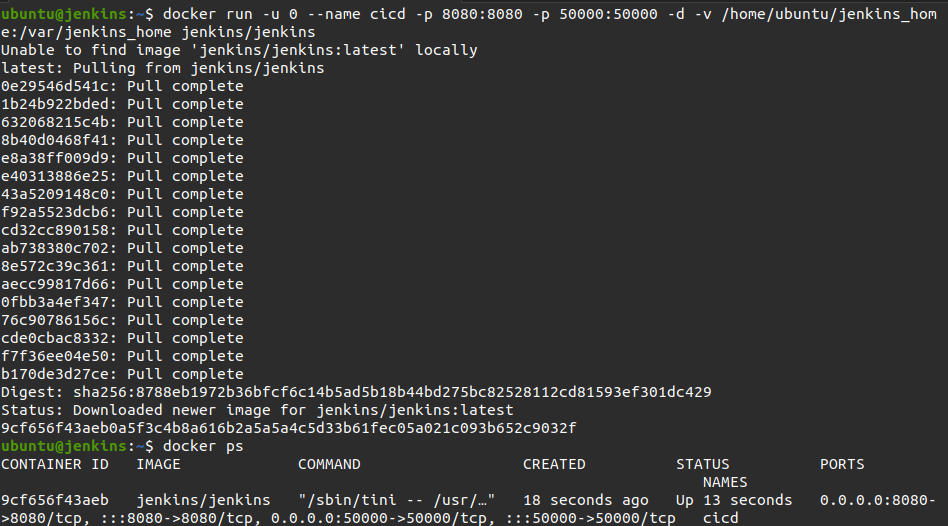 ubuntu@jenkins:~$ docker run -u 0 --name cicd -p 8080:8080 -p 50000:50000 -d -v /home/ubuntu/jenkins_hom
e:/var/jenkins_home jenkins/jenkins
Unable to find image 'jenkins/jenkins:latest' locally
latest: Pulling from jenkins/jenkins
0e29546d541c: Pull complete
1b24b922bded: Pull complete
632068215c4b: Pull complete
8b40d0468f41: Pull complete
e8a38ff009d9: Pull complete
e40313886e25: Pull complete
43a5209148c0: Pull complete
f92a5523dcb6: Pull complete
cd32cc890158: Pull complete
ab738380c702: Pull complete
8e572c39c361: Pull complete
aecc99817d66: Pull complete
0fbb3a4ef347: Pull complete
76c90786156c: Pull complete
cde0cbac8332: Pull complete
f7f36ee04e50: Pull complete
b170de3d27ce: Pull complete
Digest: sha256:8788eb1972b36bfcf6c14b5ad5b18b44bd275bc82528112cd81593ef301dc429
Status: Downloaded newer image for jenkins/jenkins:latest
9cf656f43aeb0a5f3c4b8a616b2a5a5a4c5d33b61fec05a021c093b652c9032f
ubuntu@jenkins:~$ docker ps
CONTAINER ID   IMAGE             COMMAND                  CREATED          STATUS          PORTS
NAMES
9cf656f43aeb   jenkins/jenkins   "/sbin/tini -- /usr/…"   18 seconds ago   Up 13 seconds   0.0.0.0:8080-
>8080/tcp, :::8080->8080/tcp, 0.0.0.0:50000->50000/tcp, :::50000->50000/tcp   cicd